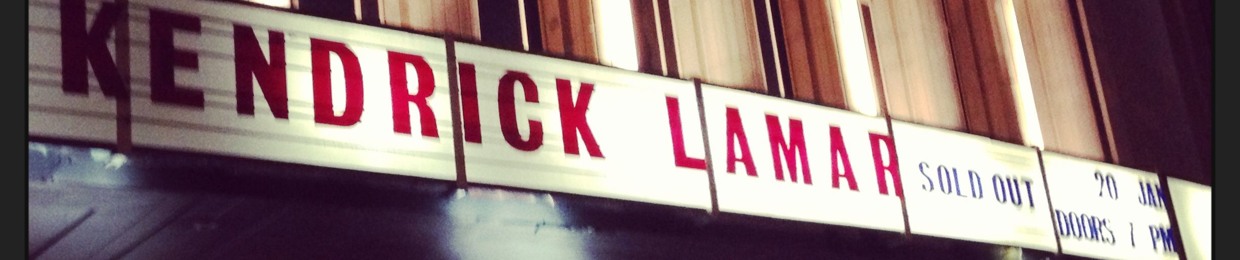 KENDRICK LAMAR
SOLD OUT
20 JAN
DOORS 7 PM